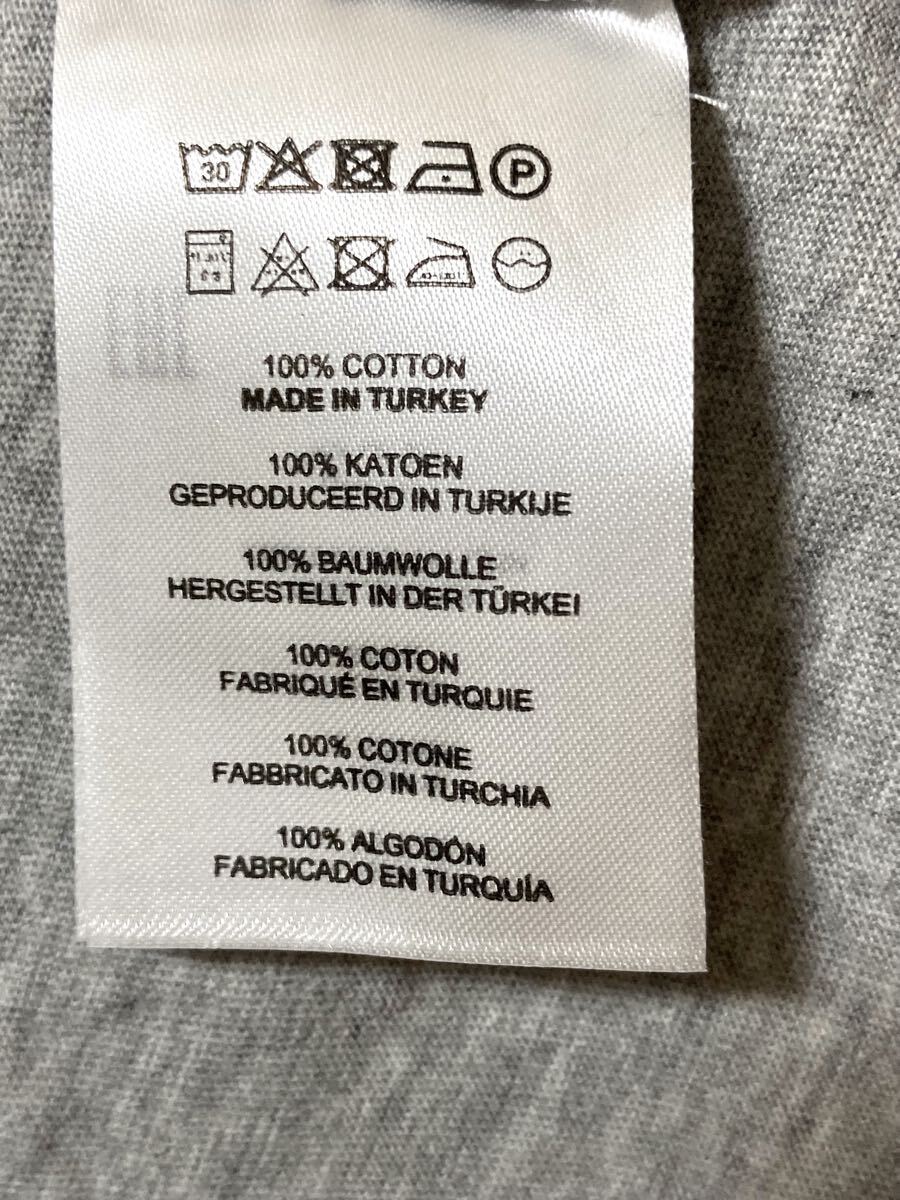 30 P
100% COTTON
MADE IN TURKEY
100% KATOEN
GEPRODUCEERD IN TURKIJE
100% BAUMWOLLE
HERGESTELLT IN DER TÜRKEI
100% COTON
FABRIQUÉ EN TURQUIE
100% COTONE
FABBRICATO IN TURCHIA
100% ALGODÓN
FABRICADO EN TURQUÍA